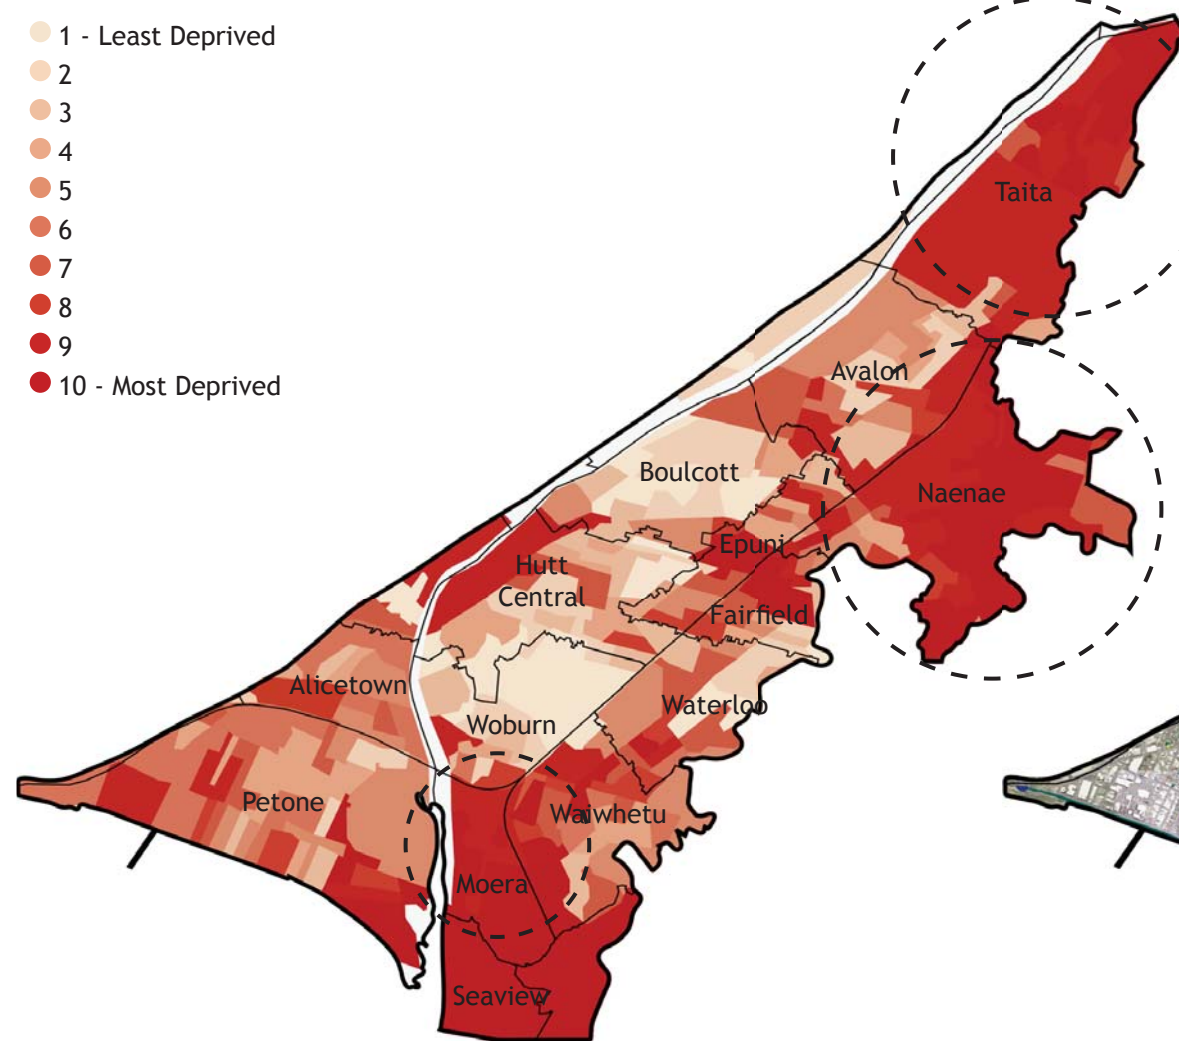 1 - Least Deprived
2
3
4
5
6
7
8
9
10 - Most Deprived
Taita
Avalon
Boulcott
Naenae
Epuni
Hutt
Central
Fairfield
Alicetown
Waterloo
Woburn
Petone
Waiwhetu
Moera
Seaview